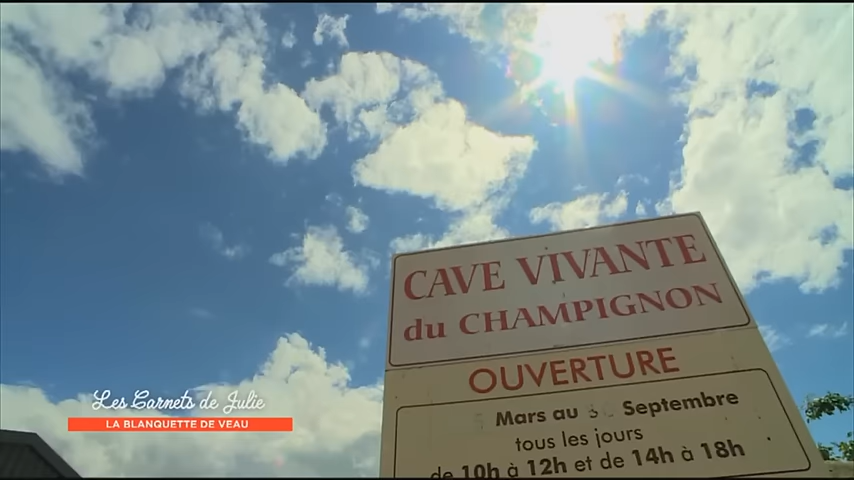 CAVE VIVANTE
du CHAMPIGNON
OUVERTURE
Mars au Septembre
tous les jours
de 10h à 12h et de 14h à 18h
Les Carnets de Julie
LA BLANQUETTE DE VEAU